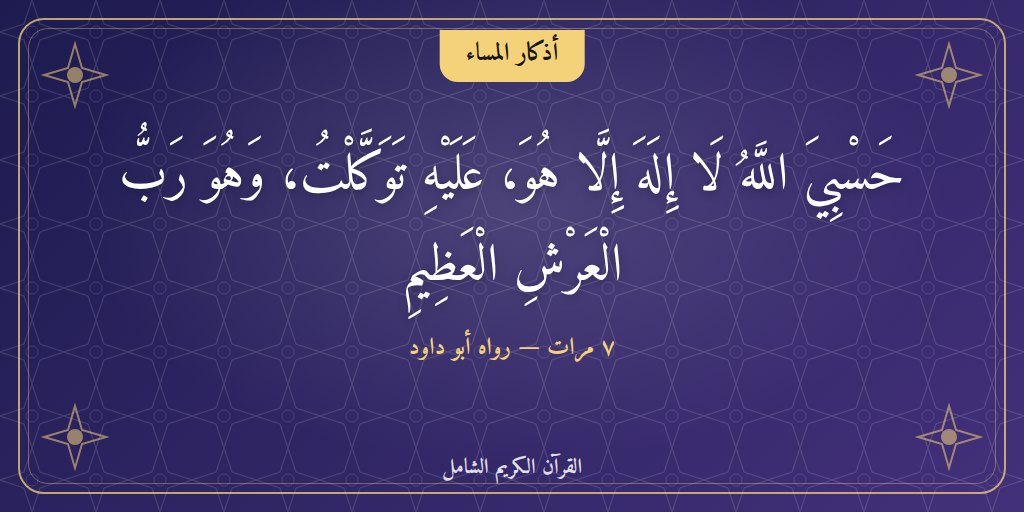 أذكار المساء
حَسْبِيَ اللَّهُ لَا إِلَهَ إِلَّا هُوَ، عَلَيْهِ تَوَكَّلْتُ، وَهُوَ رَبُّ
الْعَرْشِ الْعَظِيمِ
٧ مرات — رواه أبو داود
القرآن الكريم الشامل